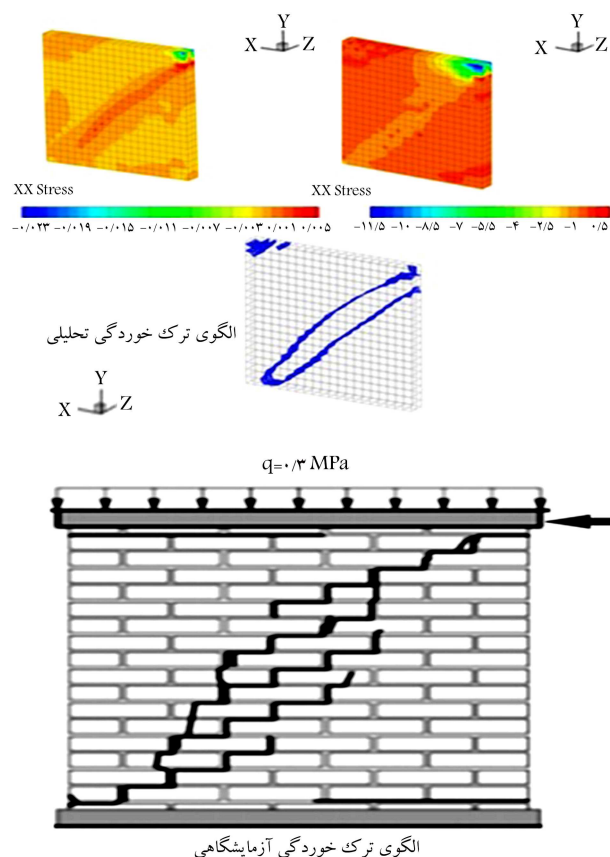 Y
X Z
Y
X Z
XX Stress
XX Stress
-۰/۰۲۳ -۰/۰۱۹ -۰/۰۱۵ -۰/۰۱۱ -۰/۰۰۷ -۰/۰۰۳ ۰/۰۰۱ ۰/۰۰۵
-۱۱/۵ -۱۰ -۸/۵ -۷ -۵/۵ -۴ -۲/۵ -۱ ۰/۵
الگوی ترک خوردگی تحلیلی
Y
X Z
q=۰/۳ MPa
الگوی ترک خوردگی آزمایشگاهی